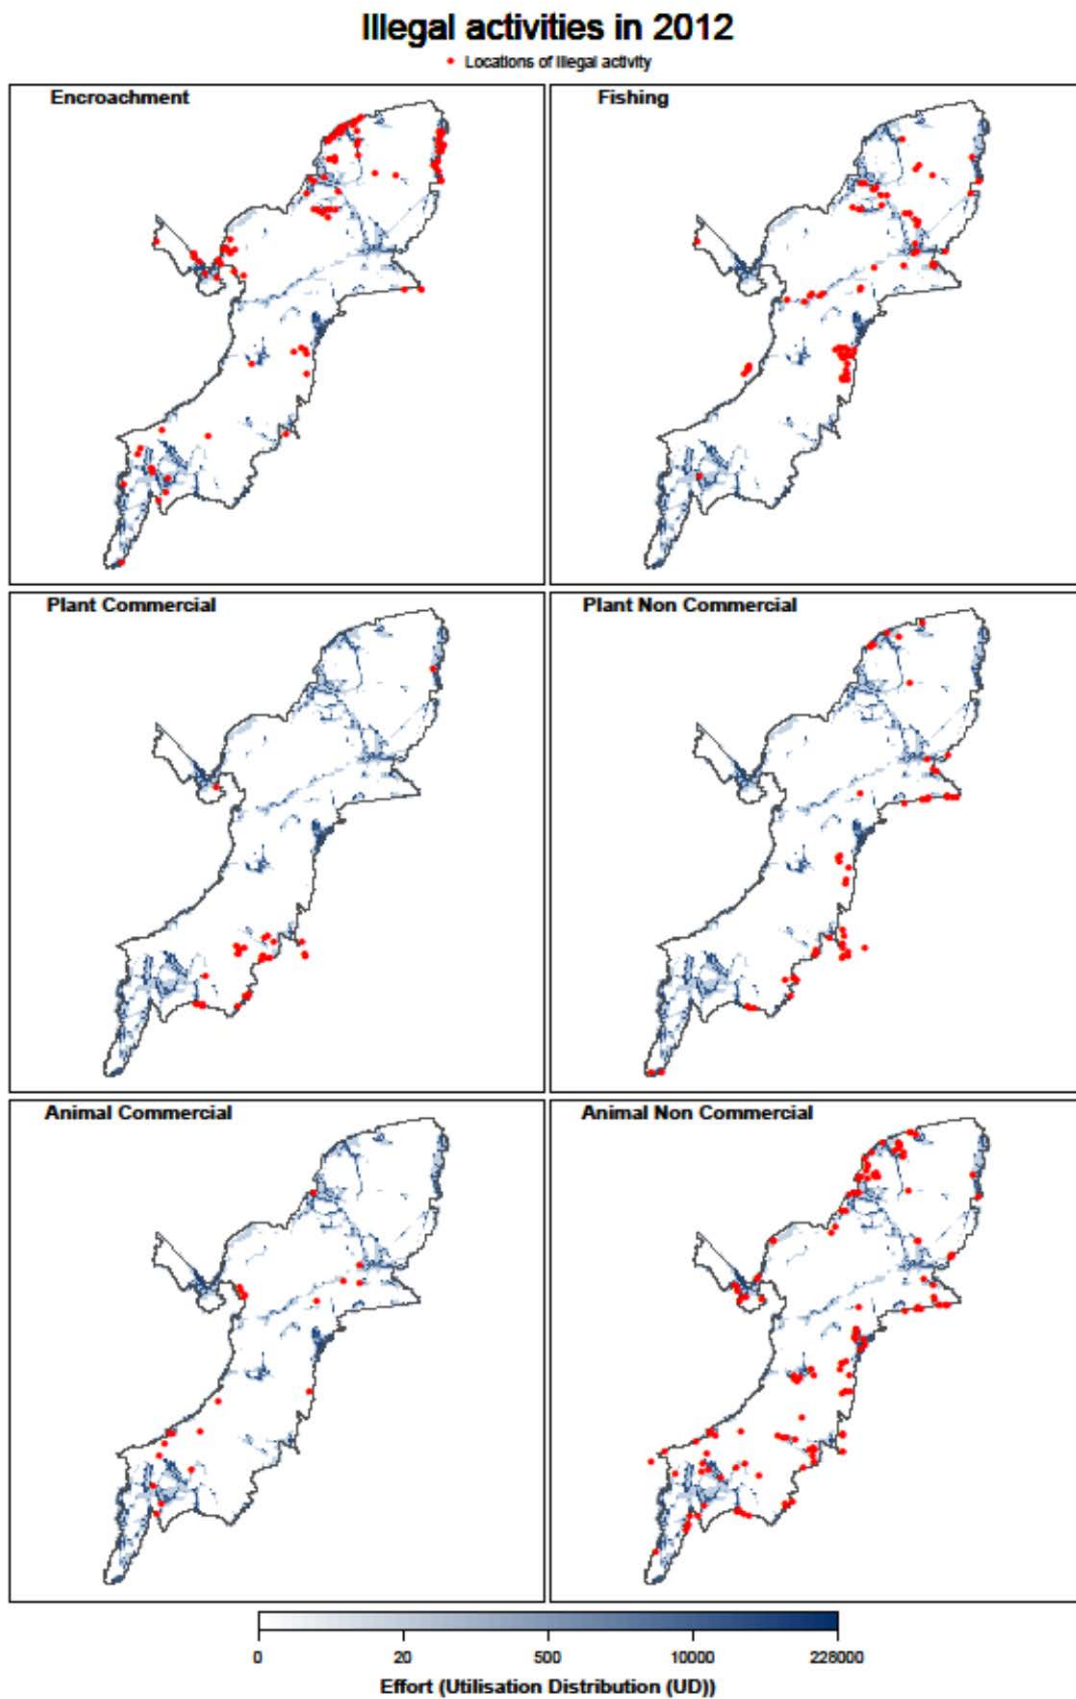 Illegal activities in 2012
Locations of illegal activity
Encroachment
Fishing
Plant Commercial
Plant Non Commercial
Animal Commercial
Animal Non Commercial
0 20 500 10000 228000
Effort (Utilisation Distribution (UD))